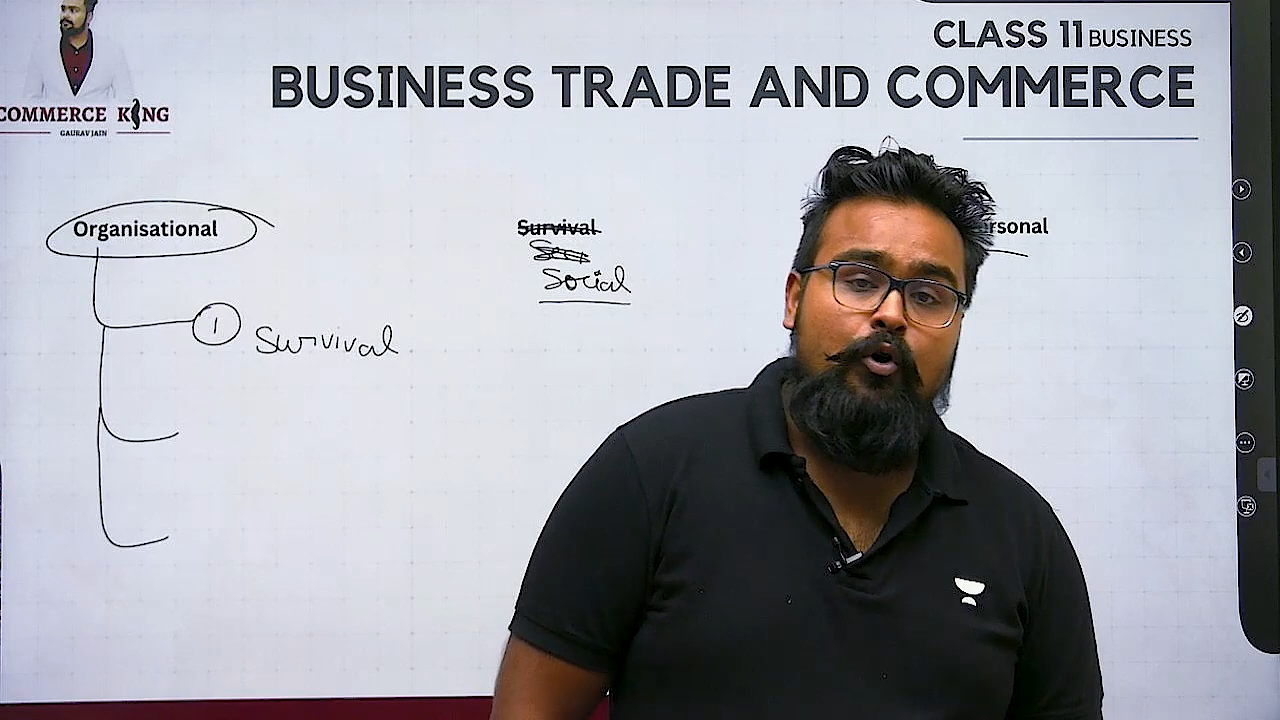 CLASS 11 BUSINESS
BUSINESS TRADE AND COMMERCE
COMMERCE KING
GAURAV JAIN
Organisational
Survival
rsonal
Social
1 Survival